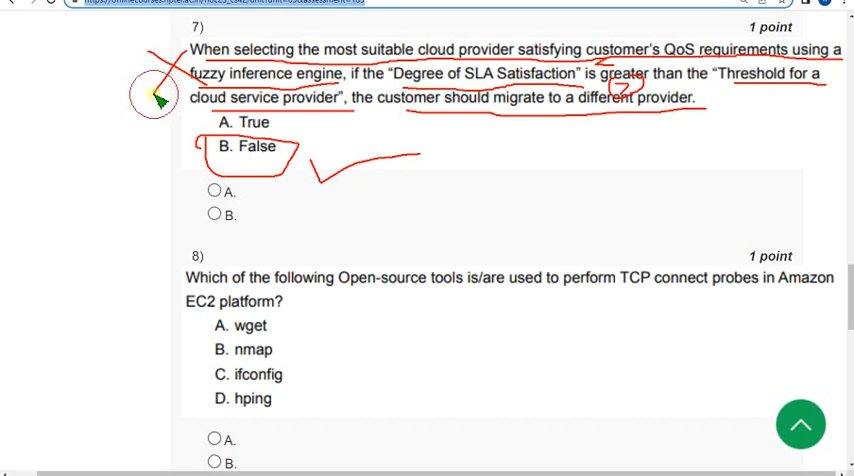 7)
1 point
When selecting the most suitable cloud provider satisfying customer's QoS requirements using a
fuzzy inference engine, if the "Degree of SLA Satisfaction" is greater than the "Threshold for a
cloud service provider", the customer should migrate to a different provider.
A. True
B. False
A.
B.
8)
1 point
Which of the following Open-source tools is/are used to perform TCP connect probes in Amazon
EC2 platform?
A. wget
B. nmap
C. ifconfig
D. hping
A.
B.